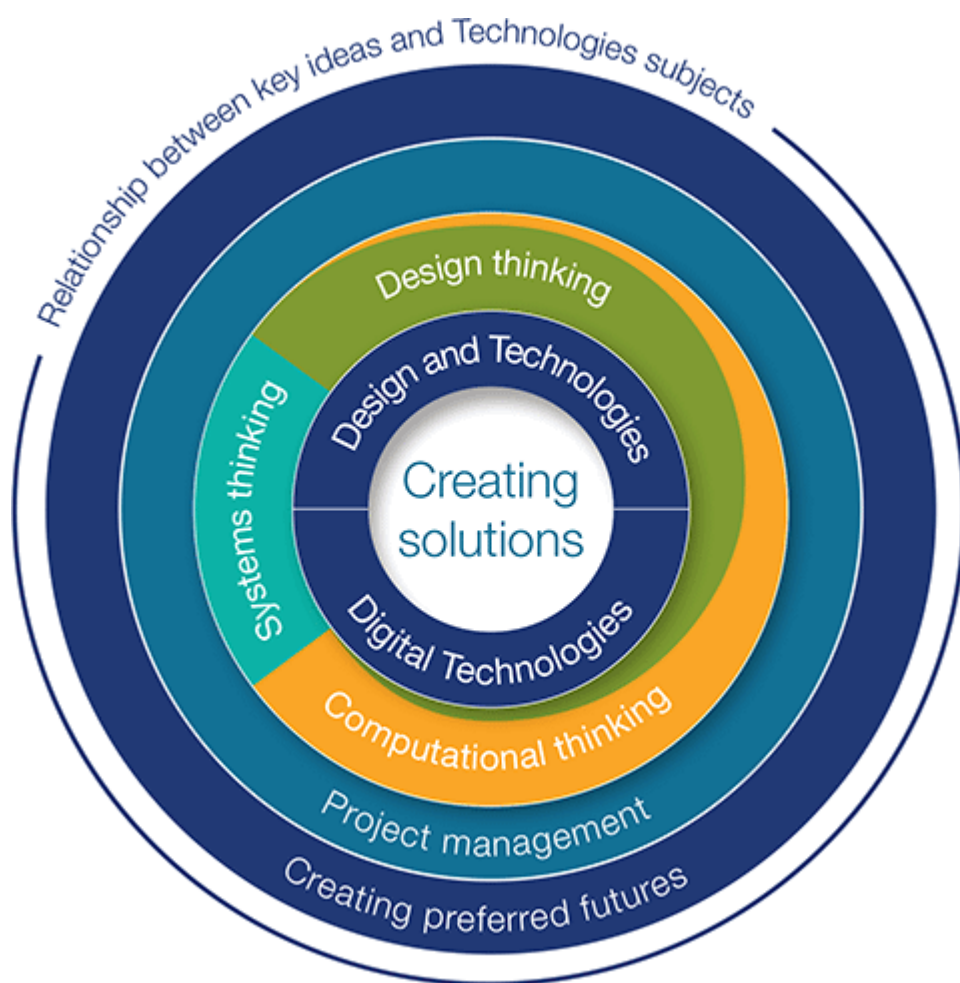 Relationship between key ideas and Technologies subjects
Design thinking
Design and Technologies
Systems thinking
Creating
solutions
Digital Technologies
Computational thinking
Project management
Creating preferred futures